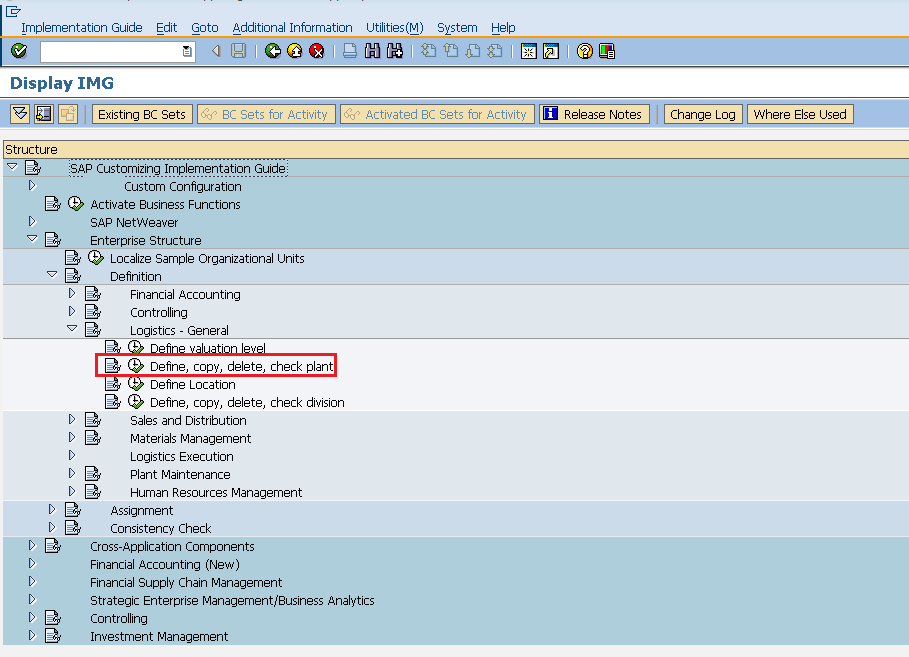 Implementation Guide Edit Goto Additional Information Utilities(M) System Help
Display IMG
Existing BC Sets BC Sets for Activity Activated BC Sets for Activity Release Notes Change Log Where Else Used
Structure
SAP Customizing Implementation Guide
Custom Configuration
Activate Business Functions
SAP NetWeaver
Enterprise Structure
Localize Sample Organizational Units
Definition
Financial Accounting
Controlling
Logistics - General
Define valuation level
Define, copy, delete, check plant
Define Location
Define, copy, delete, check division
Sales and Distribution
Materials Management
Logistics Execution
Plant Maintenance
Human Resources Management
Assignment
Consistency Check
Cross-Application Components
Financial Accounting (New)
Financial Supply Chain Management
Strategic Enterprise Management/Business Analytics
Controlling
Investment Management